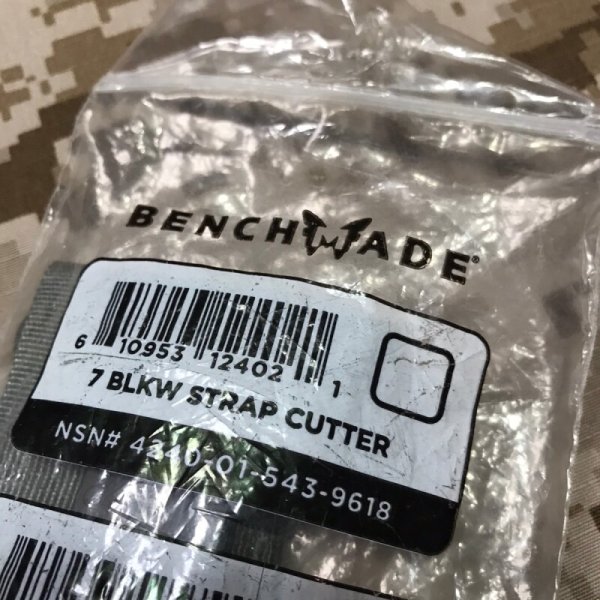 BENCHMADE®
6 10953 12402 1
7 BLKW STRAP CUTTER
NSN# 4240-01-543-9618